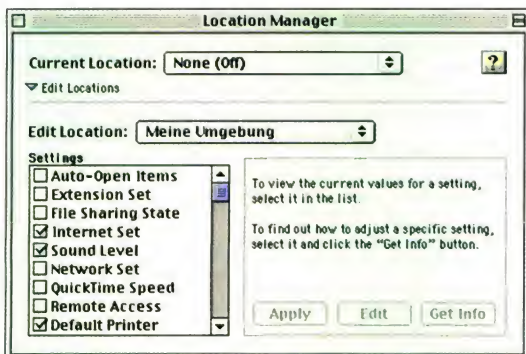 Location Manager
Current Location: None (Off)
?
Edit Locations
Edit Location: Meine Umgebung
Settings
Auto-Open Items
Extension Set
File Sharing State
Internet Set
Sound Level
Network Set
QuickTime Speed
Remote Access
Default Printer
To view the current values for a setting,
select it in the list.
To find out how to adjust a specific setting,
select it and click the “Get Info” button.
Apply Edit Get Info